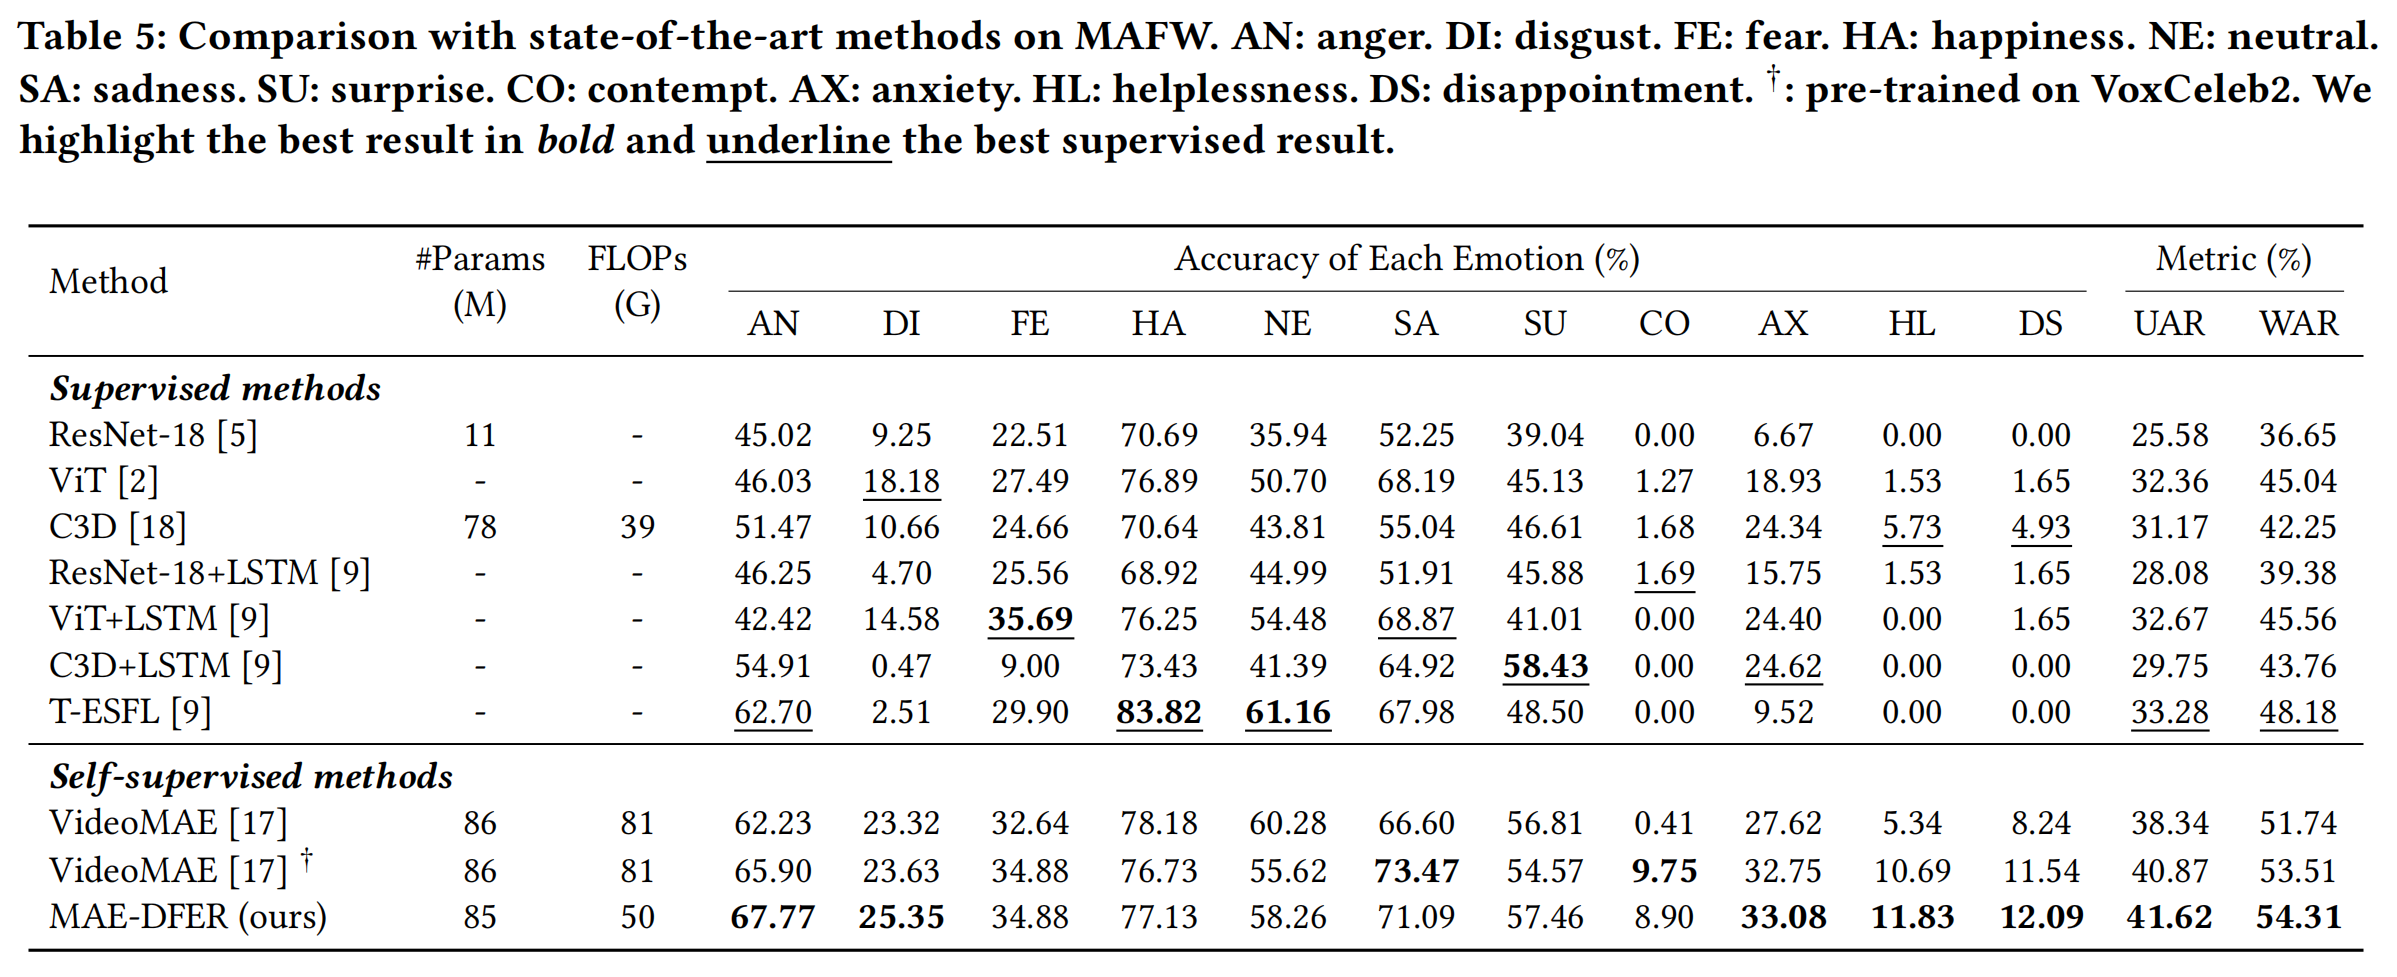 Table 5: Comparison with state-of-the-art methods on MAFW. AN: anger. DI: disgust. FE: fear. HA: happiness. NE: neutral.
SA: sadness. SU: surprise. CO: contempt. AX: anxiety. HL: helplessness. DS: disappointment. †: pre-trained on VoxCeleb2. We
highlight the best result in bold and underline the best supervised result.
Method #Params (M) FLOPs (G) Accuracy of Each Emotion (%) Metric (%)
AN DI FE HA NE SA SU CO AX HL DS UAR WAR
Supervised methods
ResNet-18 [5] 11 - 45.02 9.25 22.51 70.69 35.94 52.25 39.04 0.00 6.67 0.00 0.00 25.58 36.65
ViT [2] - - 46.03 18.18 27.49 76.89 50.70 68.19 45.13 1.27 18.93 1.53 1.65 32.36 45.04
C3D [18] 78 39 51.47 10.66 24.66 70.64 43.81 55.04 46.61 1.68 24.34 5.73 4.93 31.17 42.25
ResNet-18+LSTM [9] - - 46.25 4.70 25.56 68.92 44.99 51.91 45.88 1.69 15.75 1.53 1.65 28.08 39.38
ViT+LSTM [9] - - 42.42 14.58 35.69 76.25 54.48 68.87 41.01 0.00 24.40 0.00 1.65 32.67 45.56
C3D+LSTM [9] - - 54.91 0.47 9.00 73.43 41.39 64.92 58.43 0.00 24.62 0.00 0.00 29.75 43.76
T-ESFL [9] - - 62.70 2.51 29.90 83.82 61.16 67.98 48.50 0.00 9.52 0.00 0.00 33.28 48.18
Self-supervised methods
VideoMAE [17] 86 81 62.23 23.32 32.64 78.18 60.28 66.60 56.81 0.41 27.62 5.34 8.24 38.34 51.74
VideoMAE [17] † 86 81 65.90 23.63 34.88 76.73 55.62 73.47 54.57 9.75 32.75 10.69 11.54 40.87 53.51
MAE-DFER (ours) 85 50 67.77 25.35 34.88 77.13 58.26 71.09 57.46 8.90 33.08 11.83 12.09 41.62 54.31